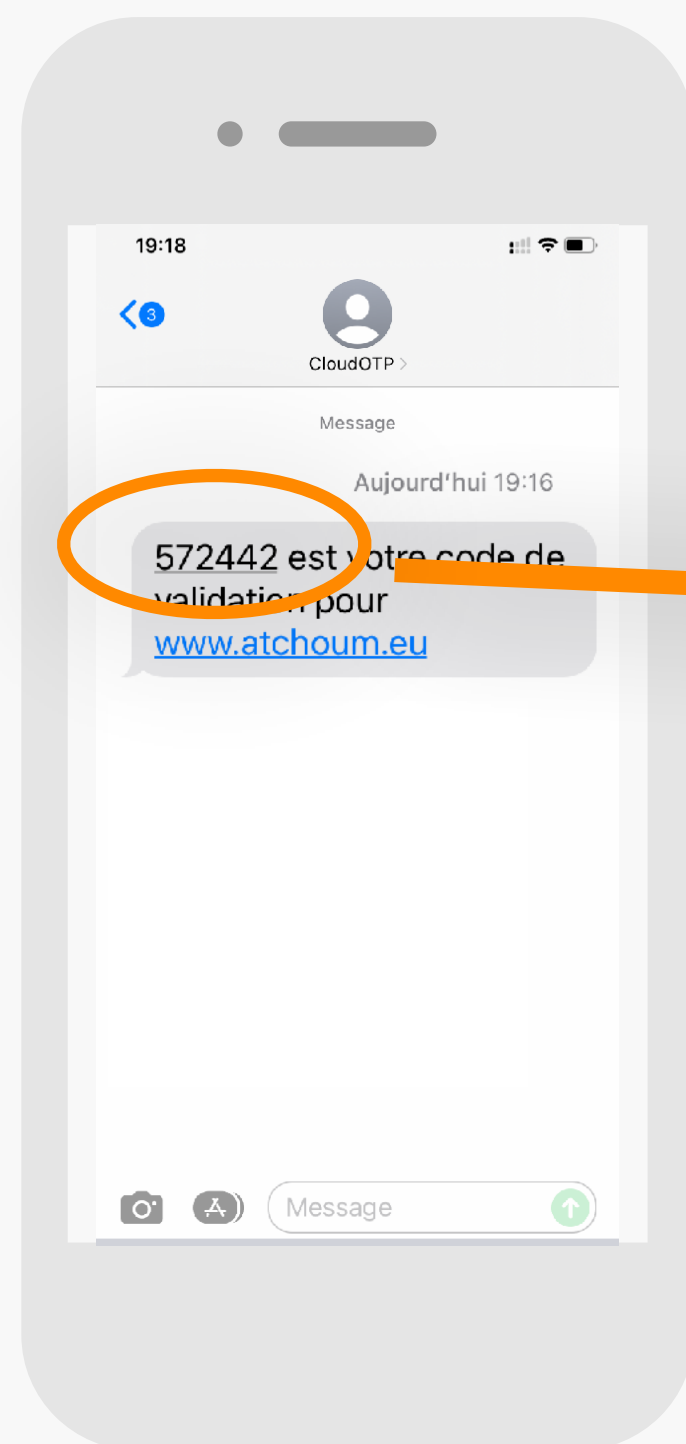 19:18
3
CloudOTP
Message
Aujourd'hui 19:16
572442 est votre code de
validation pour
www.atchoum.eu
Message